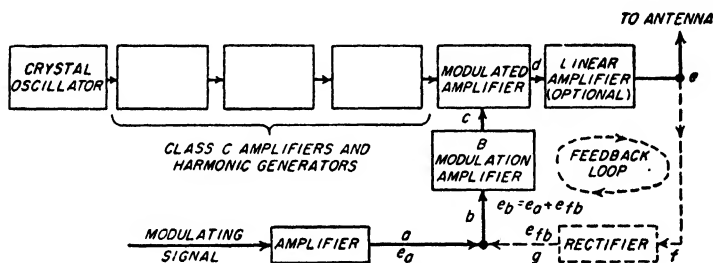 TO ANTENNA
CRYSTAL
OSCILLATOR
MODULATED
AMPLIFIER
d
LINEAR
AMPLIFIER
(OPTIONAL)
e
CLASS C AMPLIFIERS AND
HARMONIC GENERATORS
c
B
MODULATION
AMPLIFIER
FEEDBACK
LOOP
b
e_b = e_a + e_fb
MODULATING
SIGNAL
AMPLIFIER
a
e_a
e_fb
g
RECTIFIER
f